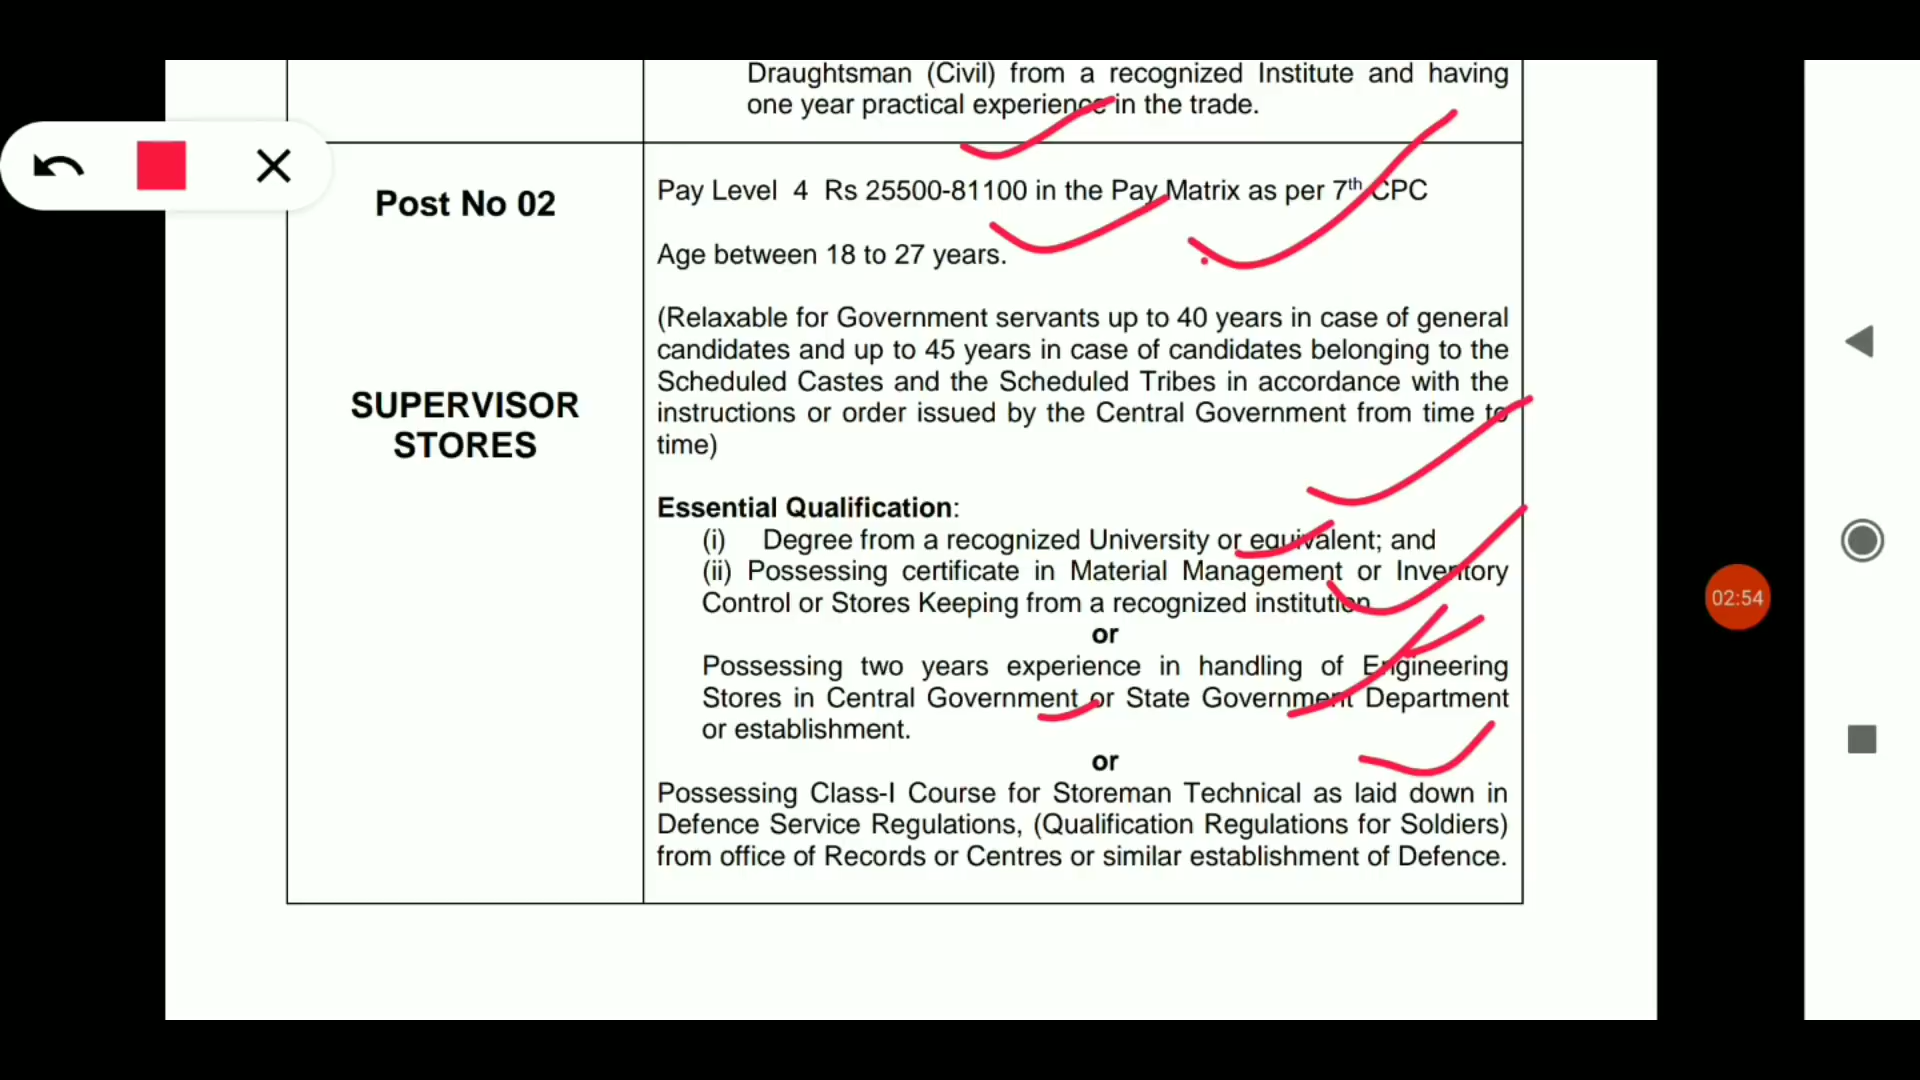 Draughtsman (Civil) from a recognized Institute and having
one year practical experience in the trade.
Post No 02
SUPERVISOR
STORES
Pay Level 4 Rs 25500-81100 in the Pay Matrix as per 7th CPC
Age between 18 to 27 years.
(Relaxable for Government servants up to 40 years in case of general
candidates and up to 45 years in case of candidates belonging to the
Scheduled Castes and the Scheduled Tribes in accordance with the
instructions or order issued by the Central Government from time to
time)
Essential Qualification:
(i) Degree from a recognized University or equivalent; and
(ii) Possessing certificate in Material Management or Inventory
Control or Stores Keeping from a recognized institution
or
Possessing two years experience in handling of Engineering
Stores in Central Government or State Government Department
or establishment.
or
Possessing Class-I Course for Storeman Technical as laid down in
Defence Service Regulations, (Qualification Regulations for Soldiers)
from office of Records or Centres or similar establishment of Defence.
02:54